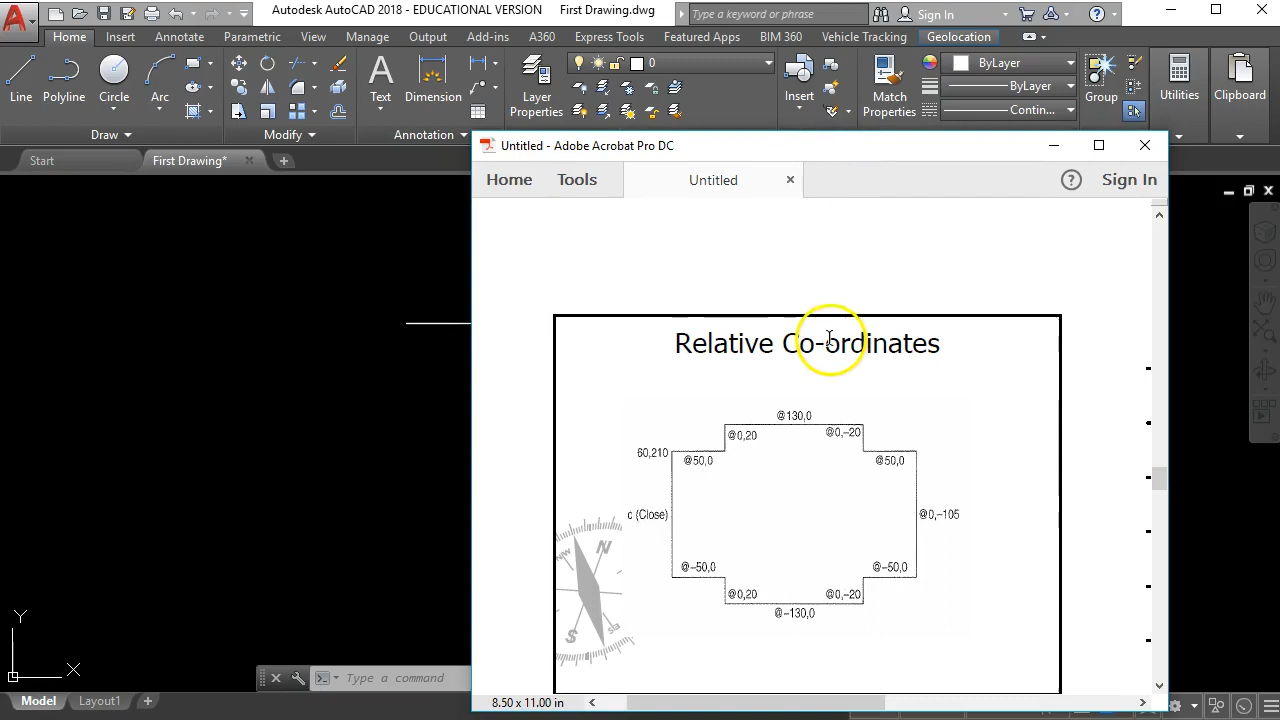 Autodesk AutoCAD 2018 - EDUCATIONAL VERSION First Drawing.dwg Type a keyword or phrase Sign In
Home Insert Annotate Parametric View Manage Output Add-ins A360 Express Tools Featured Apps BIM 360 Vehicle Tracking Geolocation
0 ByLayer
ByLayer
Line Polyline Circle Arc Text Dimension Layer Properties Insert Match Properties Contin... Group Utilities Clipboard
Draw Modify Annotation
Start First Drawing*
Untitled - Adobe Acrobat Pro DC
Home Tools Untitled Sign In
Relative Co-ordinates
@130,0
@0,20 @0,-20
60,210
@50,0 @50,0
c (Close) @0,-105
@-50,0 @-50,0
@0,20 @0,-20
@-130,0
N
NW
S
SE
Y
X
Type a command
Model Layout1
8.50 x 11.00 in